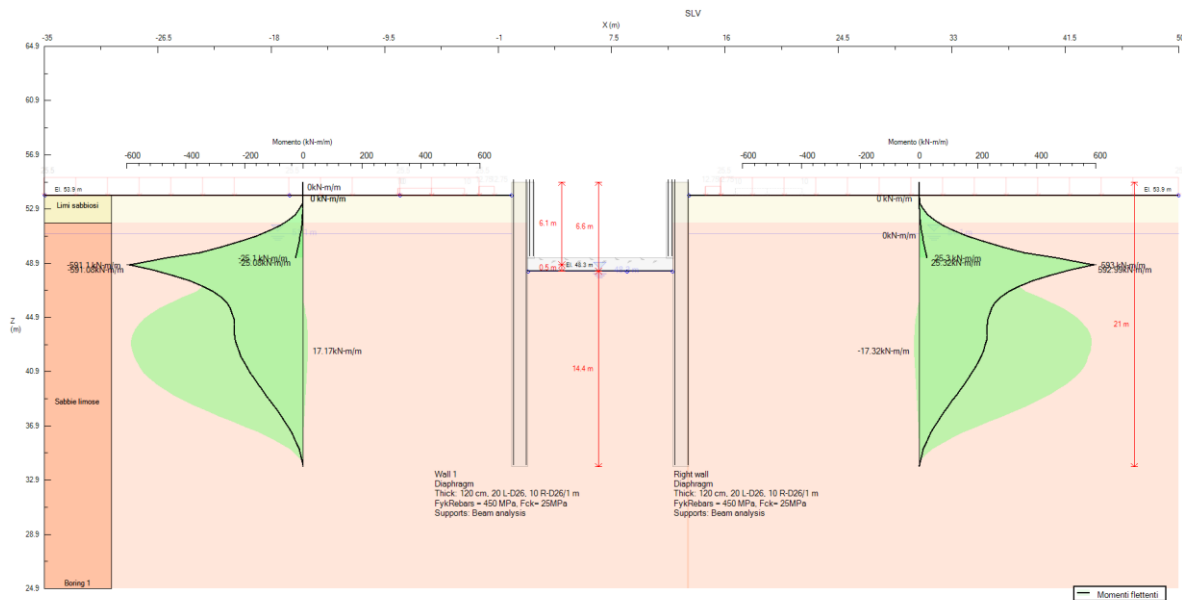 SLV
X (m)
-35 -26.5 -18 -9.5 -1 7.5 16 24.5 33 41.5 50
64.9
60.9
56.9
52.9
48.9
44.9
40.9
36.9
32.9
28.9
24.9
Z
(m)
Momento (kN-m/m)
-600 -400 -200 0 200 400 600
Momento (kN-m/m)
-600 -400 -200 0 200 400 600
El. 53.9 m
Limi sabbiosi
Sabbie limose
Boring 1
0kN-m/m
0 kN-m/m
-25.1 kN-m/m
-25.08kN-m/m
-591.1 kN-m/m
-591.08kN-m/m
17.17kN-m/m
6.1 m
6.6 m
0.5 m
El. 48.3 m
14.4 m
0 kN-m/m
0kN-m/m
25.3 kN-m/m
25.32kN-m/m
593 kN-m/m
592.99kN-m/m
-17.32kN-m/m
El. 53.9 m
21 m
Wall 1
Diaphragm
Thick: 120 cm, 20 L-D26, 10 R-D26/1 m
FykRebars = 450 MPa, Fck= 25MPa
Supports: Beam analysis
Right wall
Diaphragm
Thick: 120 cm, 20 L-D26, 10 R-D26/1 m
FykRebars = 450 MPa, Fck= 25MPa
Supports: Beam analysis
Momenti flettenti